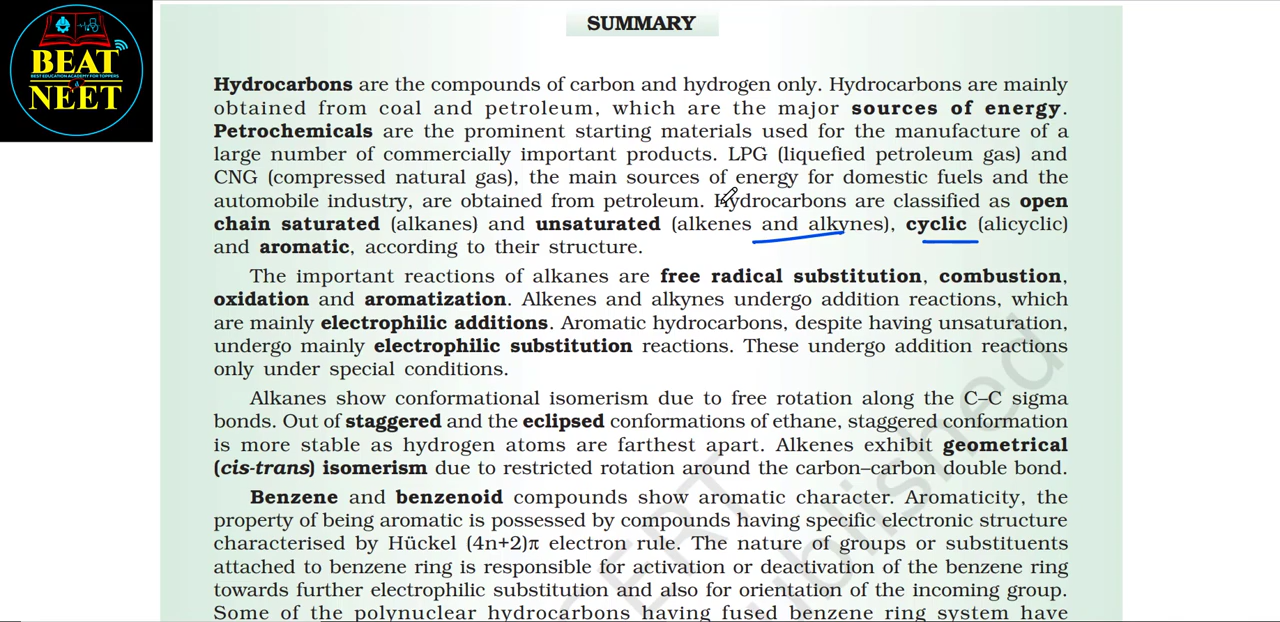 SUMMARY
BEAT
BEST EDUCATION ACADEMY FOR TOPPERS
NEET
Hydrocarbons are the compounds of carbon and hydrogen only. Hydrocarbons are mainly
obtained from coal and petroleum, which are the major sources of energy.
Petrochemicals are the prominent starting materials used for the manufacture of a
large number of commercially important products. LPG (liquefied petroleum gas) and
CNG (compressed natural gas), the main sources of energy for domestic fuels and the
automobile industry, are obtained from petroleum. Hydrocarbons are classified as open
chain saturated (alkanes) and unsaturated (alkenes and alkynes), cyclic (alicyclic)
and aromatic, according to their structure.
The important reactions of alkanes are free radical substitution, combustion,
oxidation and aromatization. Alkenes and alkynes undergo addition reactions, which
are mainly electrophilic additions. Aromatic hydrocarbons, despite having unsaturation,
undergo mainly electrophilic substitution reactions. These undergo addition reactions
only under special conditions.
Alkanes show conformational isomerism due to free rotation along the C–C sigma
bonds. Out of staggered and the eclipsed conformations of ethane, staggered conformation
is more stable as hydrogen atoms are farthest apart. Alkenes exhibit geometrical
(cis-trans) isomerism due to restricted rotation around the carbon–carbon double bond.
Benzene and benzenoid compounds show aromatic character. Aromaticity, the
property of being aromatic is possessed by compounds having specific electronic structure
characterised by Hückel (4n+2)π electron rule. The nature of groups or substituents
attached to benzene ring is responsible for activation or deactivation of the benzene ring
towards further electrophilic substitution and also for orientation of the incoming group.
Some of the polynuclear hydrocarbons having fused benzene ring system have